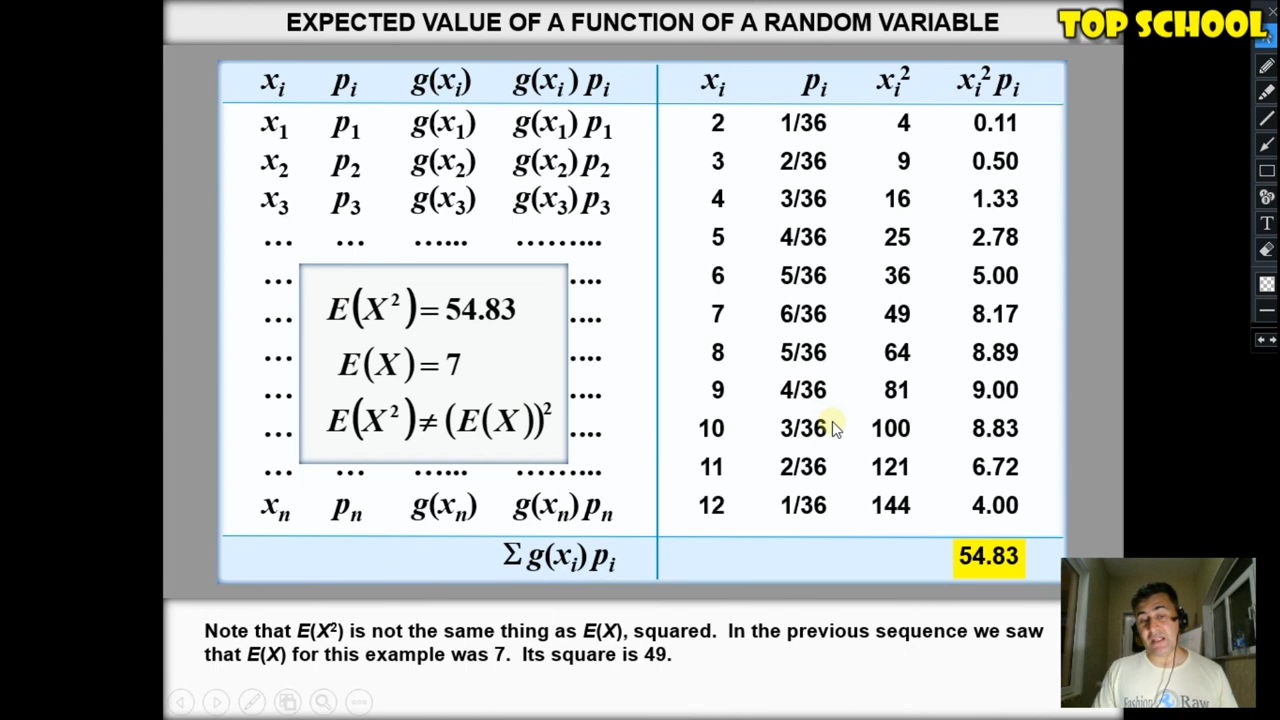 EXPECTED VALUE OF A FUNCTION OF A RANDOM VARIABLE
TOP SCHOOL
xᵢ pᵢ g(xᵢ) g(xᵢ) pᵢ xᵢ pᵢ xᵢ² xᵢ² pᵢ
x₁ p₁ g(x₁) g(x₁) p₁ 2 1/36 4 0.11
x₂ p₂ g(x₂) g(x₂) p₂ 3 2/36 9 0.50
x₃ p₃ g(x₃) g(x₃) p₃ 4 3/36 16 1.33
… … …... ……... 5 4/36 25 2.78
… .... 6 5/36 36 5.00
… .... 7 6/36 49 8.17
… .... 8 5/36 64 8.89
… .... 9 4/36 81 9.00
… .... 10 3/36 100 8.83
… … …... ……... 11 2/36 121 6.72
xₙ pₙ g(xₙ) g(xₙ) pₙ 12 1/36 144 4.00
Σ g(xᵢ) pᵢ 54.83
E(X²) = 54.83
E(X) = 7
E(X²) ≠ (E(X))²
Note that E(X²) is not the same thing as E(X), squared. In the previous sequence we saw
that E(X) for this example was 7. Its square is 49.
Fashion Raw
T